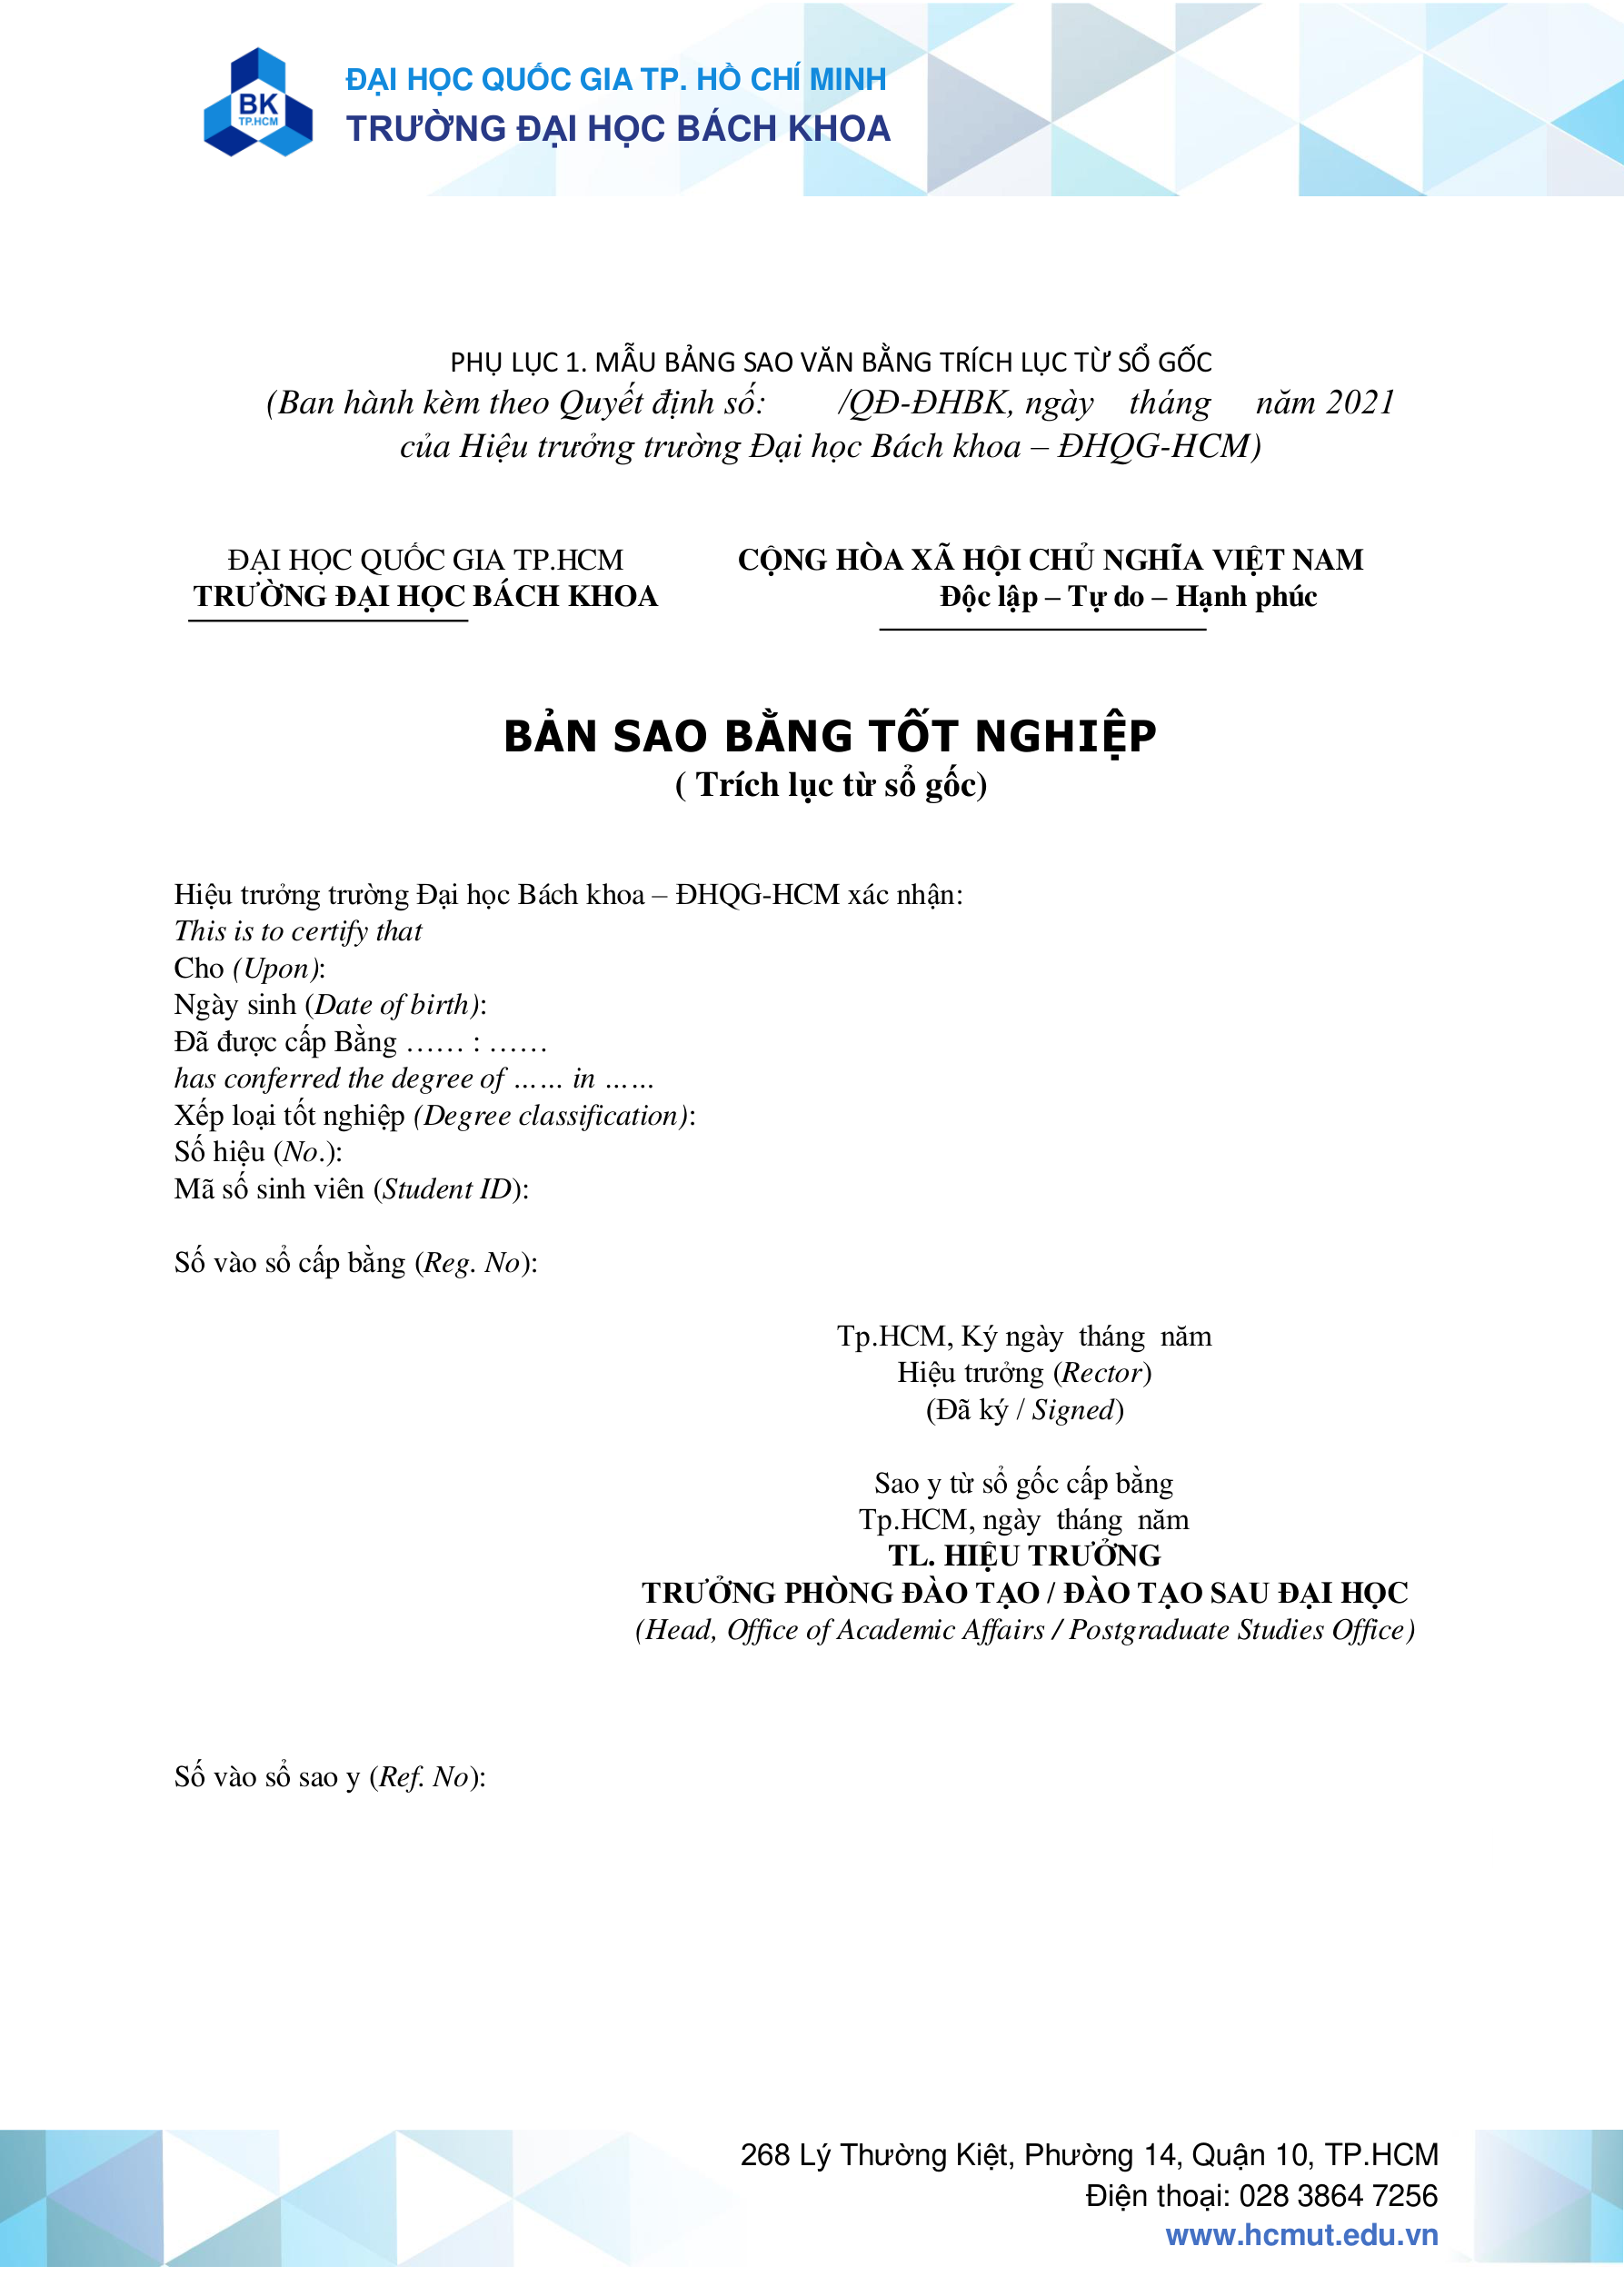 BK
TP.HCM
ĐẠI HỌC QUỐC GIA TP. HỒ CHÍ MINH
TRƯỜNG ĐẠI HỌC BÁCH KHOA
PHỤ LỤC 1. MẪU BẢNG SAO VĂN BẰNG TRÍCH LỤC TỪ SỔ GỐC
(Ban hành kèm theo Quyết định số: /QĐ-ĐHBK, ngày tháng năm 2021
của Hiệu trưởng trường Đại học Bách khoa – ĐHQG-HCM)
ĐẠI HỌC QUỐC GIA TP.HCM
TRƯỜNG ĐẠI HỌC BÁCH KHOA
CỘNG HÒA XÃ HỘI CHỦ NGHĨA VIỆT NAM
Độc lập – Tự do – Hạnh phúc
BẢN SAO BẰNG TỐT NGHIỆP
( Trích lục từ sổ gốc)
Hiệu trưởng trường Đại học Bách khoa – ĐHQG-HCM xác nhận:
This is to certify that
Cho (Upon):
Ngày sinh (Date of birth):
Đã được cấp Bằng …… : ……
has conferred the degree of …… in ……
Xếp loại tốt nghiệp (Degree classification):
Số hiệu (No.):
Mã số sinh viên (Student ID):
Số vào sổ cấp bằng (Reg. No):
Tp.HCM, Ký ngày tháng năm
Hiệu trưởng (Rector)
(Đã ký / Signed)
Sao y từ sổ gốc cấp bằng
Tp.HCM, ngày tháng năm
TL. HIỆU TRƯỞNG
TRƯỞNG PHÒNG ĐÀO TẠO / ĐÀO TẠO SAU ĐẠI HỌC
(Head, Office of Academic Affairs / Postgraduate Studies Office)
Số vào sổ sao y (Ref. No):
268 Lý Thường Kiệt, Phường 14, Quận 10, TP.HCM
Điện thoại: 028 3864 7256
www.hcmut.edu.vn